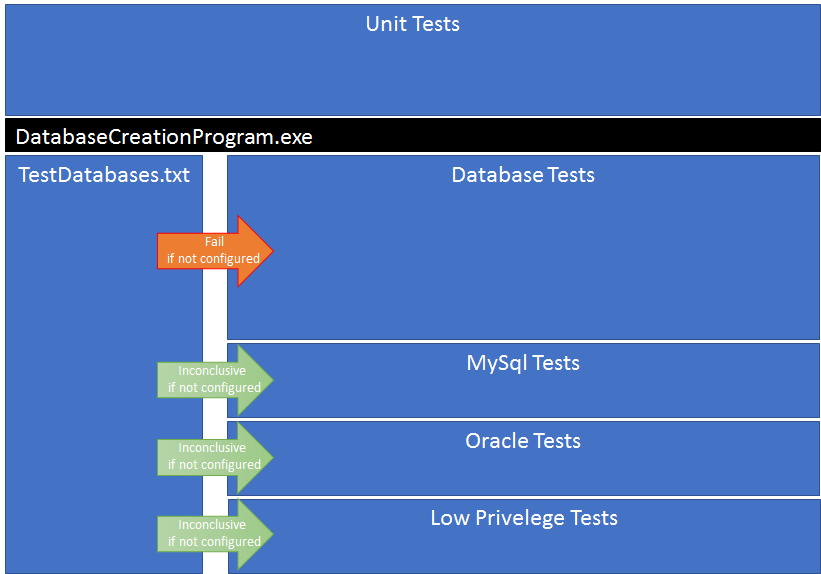 Unit Tests
DatabaseCreationProgram.exe
TestDatabases.txt
Database Tests
Fail
if not configured
MySql Tests
Inconclusive
if not configured
Oracle Tests
Inconclusive
if not configured
Low Privelege Tests
Inconclusive
if not configured